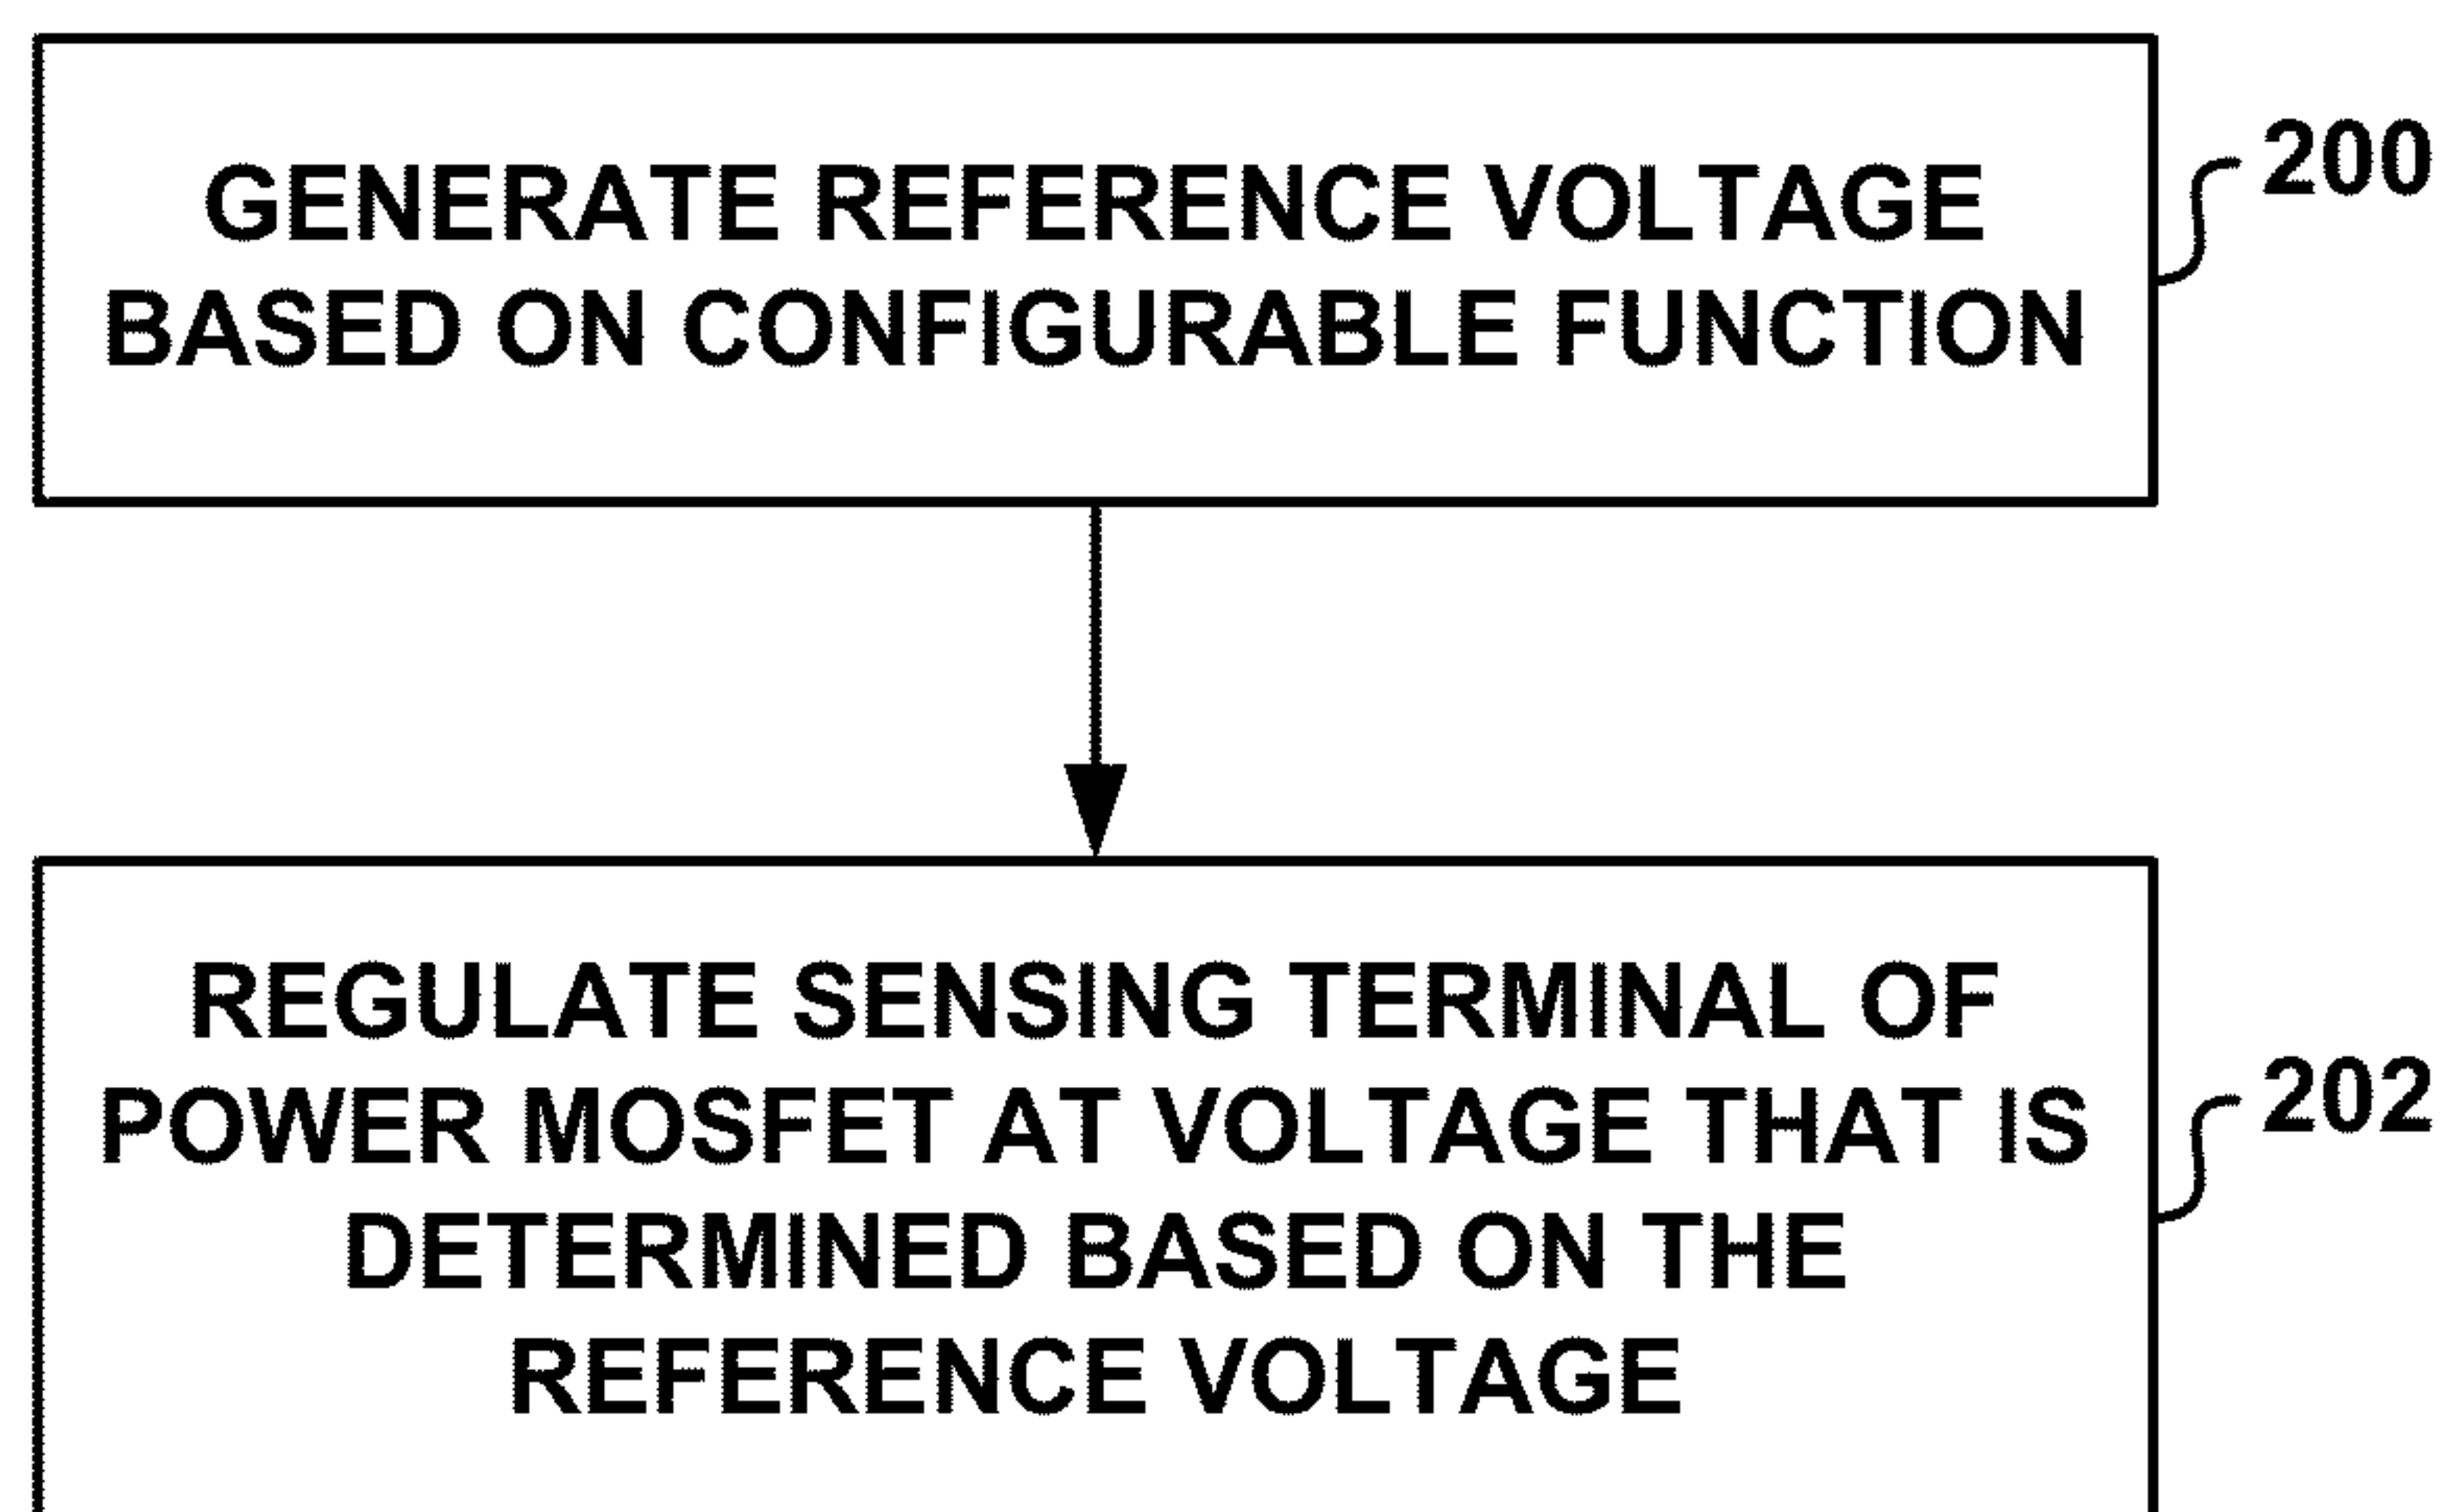 GENERATE REFERENCE VOLTAGE
BASED ON CONFIGURABLE FUNCTION
200
REGULATE SENSING TERMINAL OF
POWER MOSFET AT VOLTAGE THAT IS
DETERMINED BASED ON THE
REFERENCE VOLTAGE
202